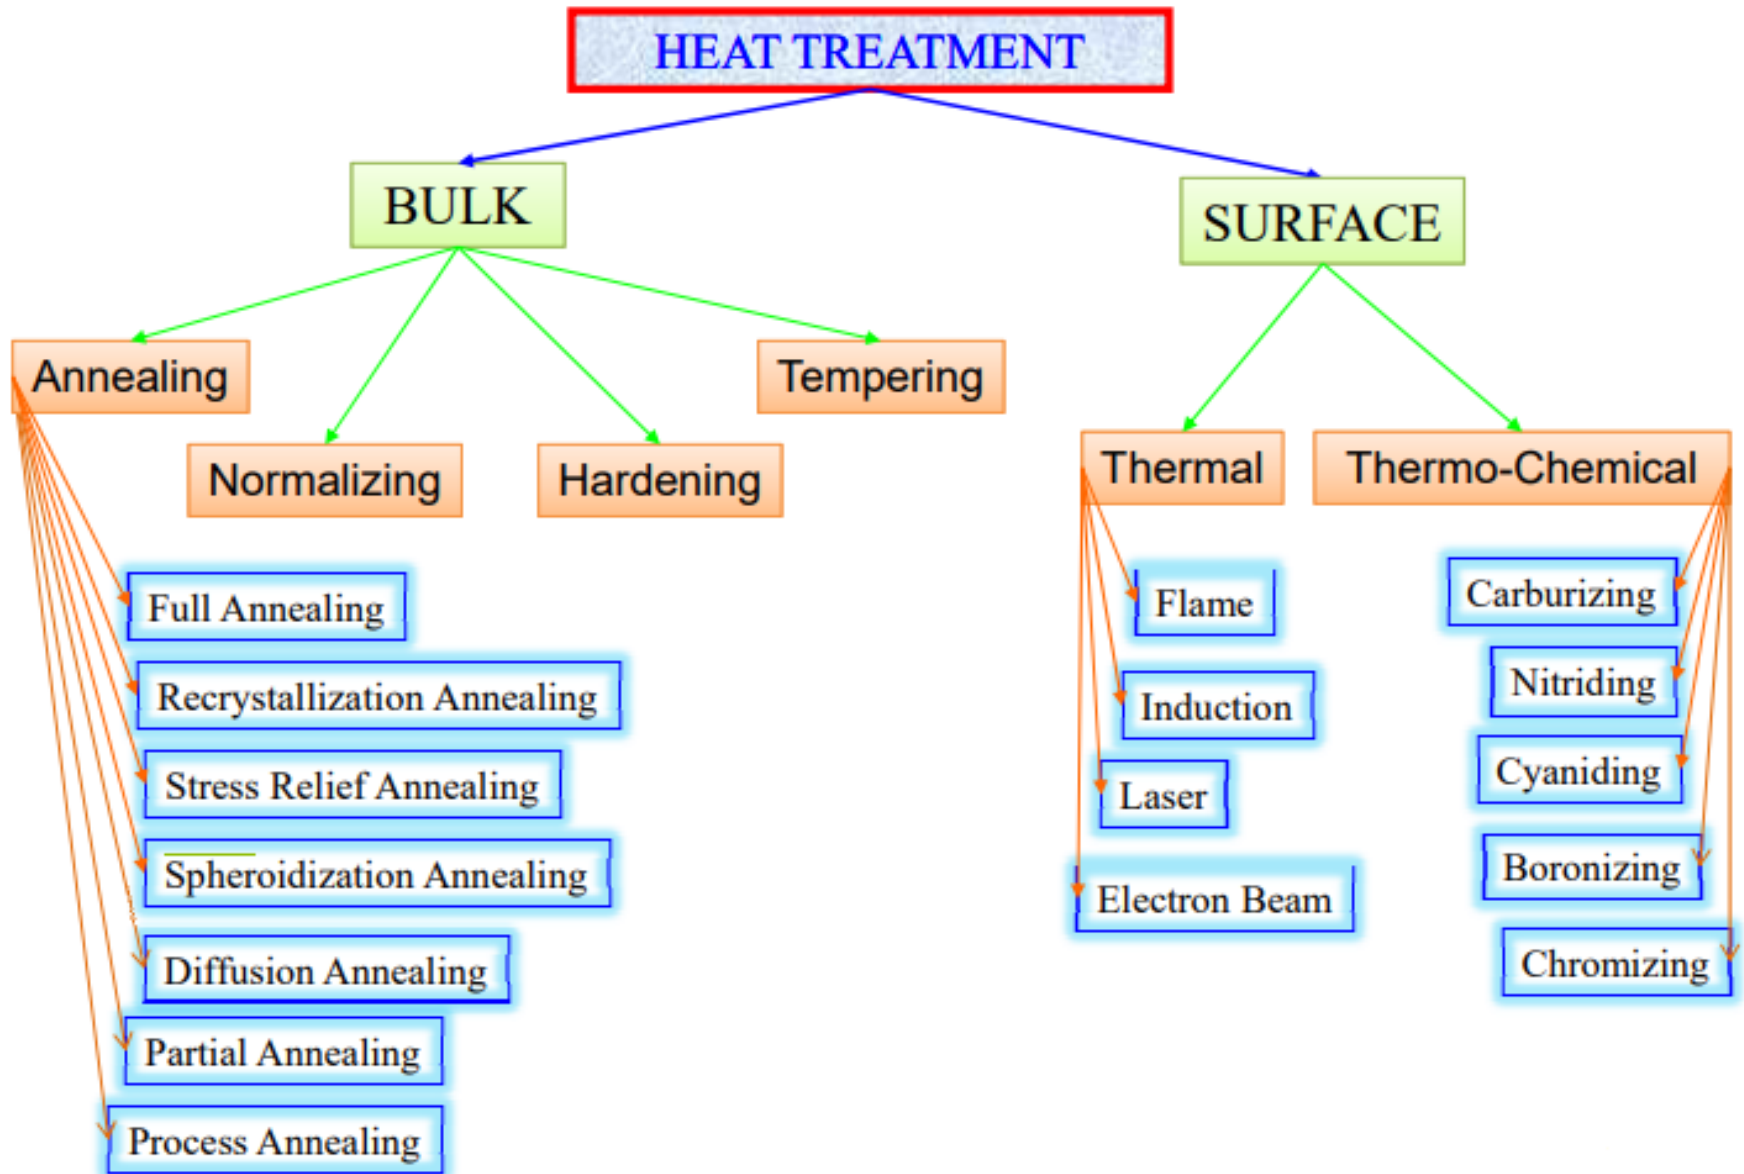 HEAT TREATMENT
BULK
SURFACE
Annealing
Tempering
Normalizing
Hardening
Thermal
Thermo-Chemical
Full Annealing
Recrystallization Annealing
Stress Relief Annealing
Spheroidization Annealing
Diffusion Annealing
Partial Annealing
Process Annealing
Flame
Induction
Laser
Electron Beam
Carburizing
Nitriding
Cyaniding
Boronizing
Chromizing